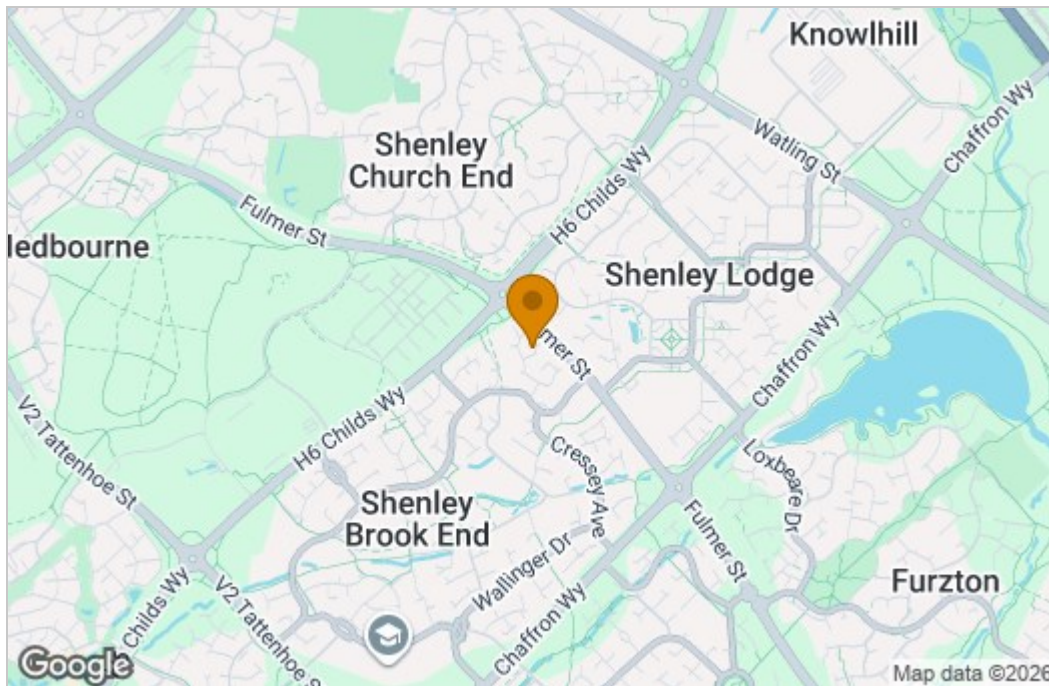 Knowlhill
Chaffron Wy
Watling St
Shenley
Church End
H6 Childs Wy
Fulmer St
Medbourne
Shenley Lodge
Chaffron Wy
Fulmer St
V2 Tattenhoe St
H6 Childs Wy
Cressey Ave
Loxbeare Dr
Shenley
Brook End
Fulmer St
Wallinger Dr
Furzton
Childs Wy
V2 Tattenhoe St
Chaffron Wy
Google
Map data ©2026